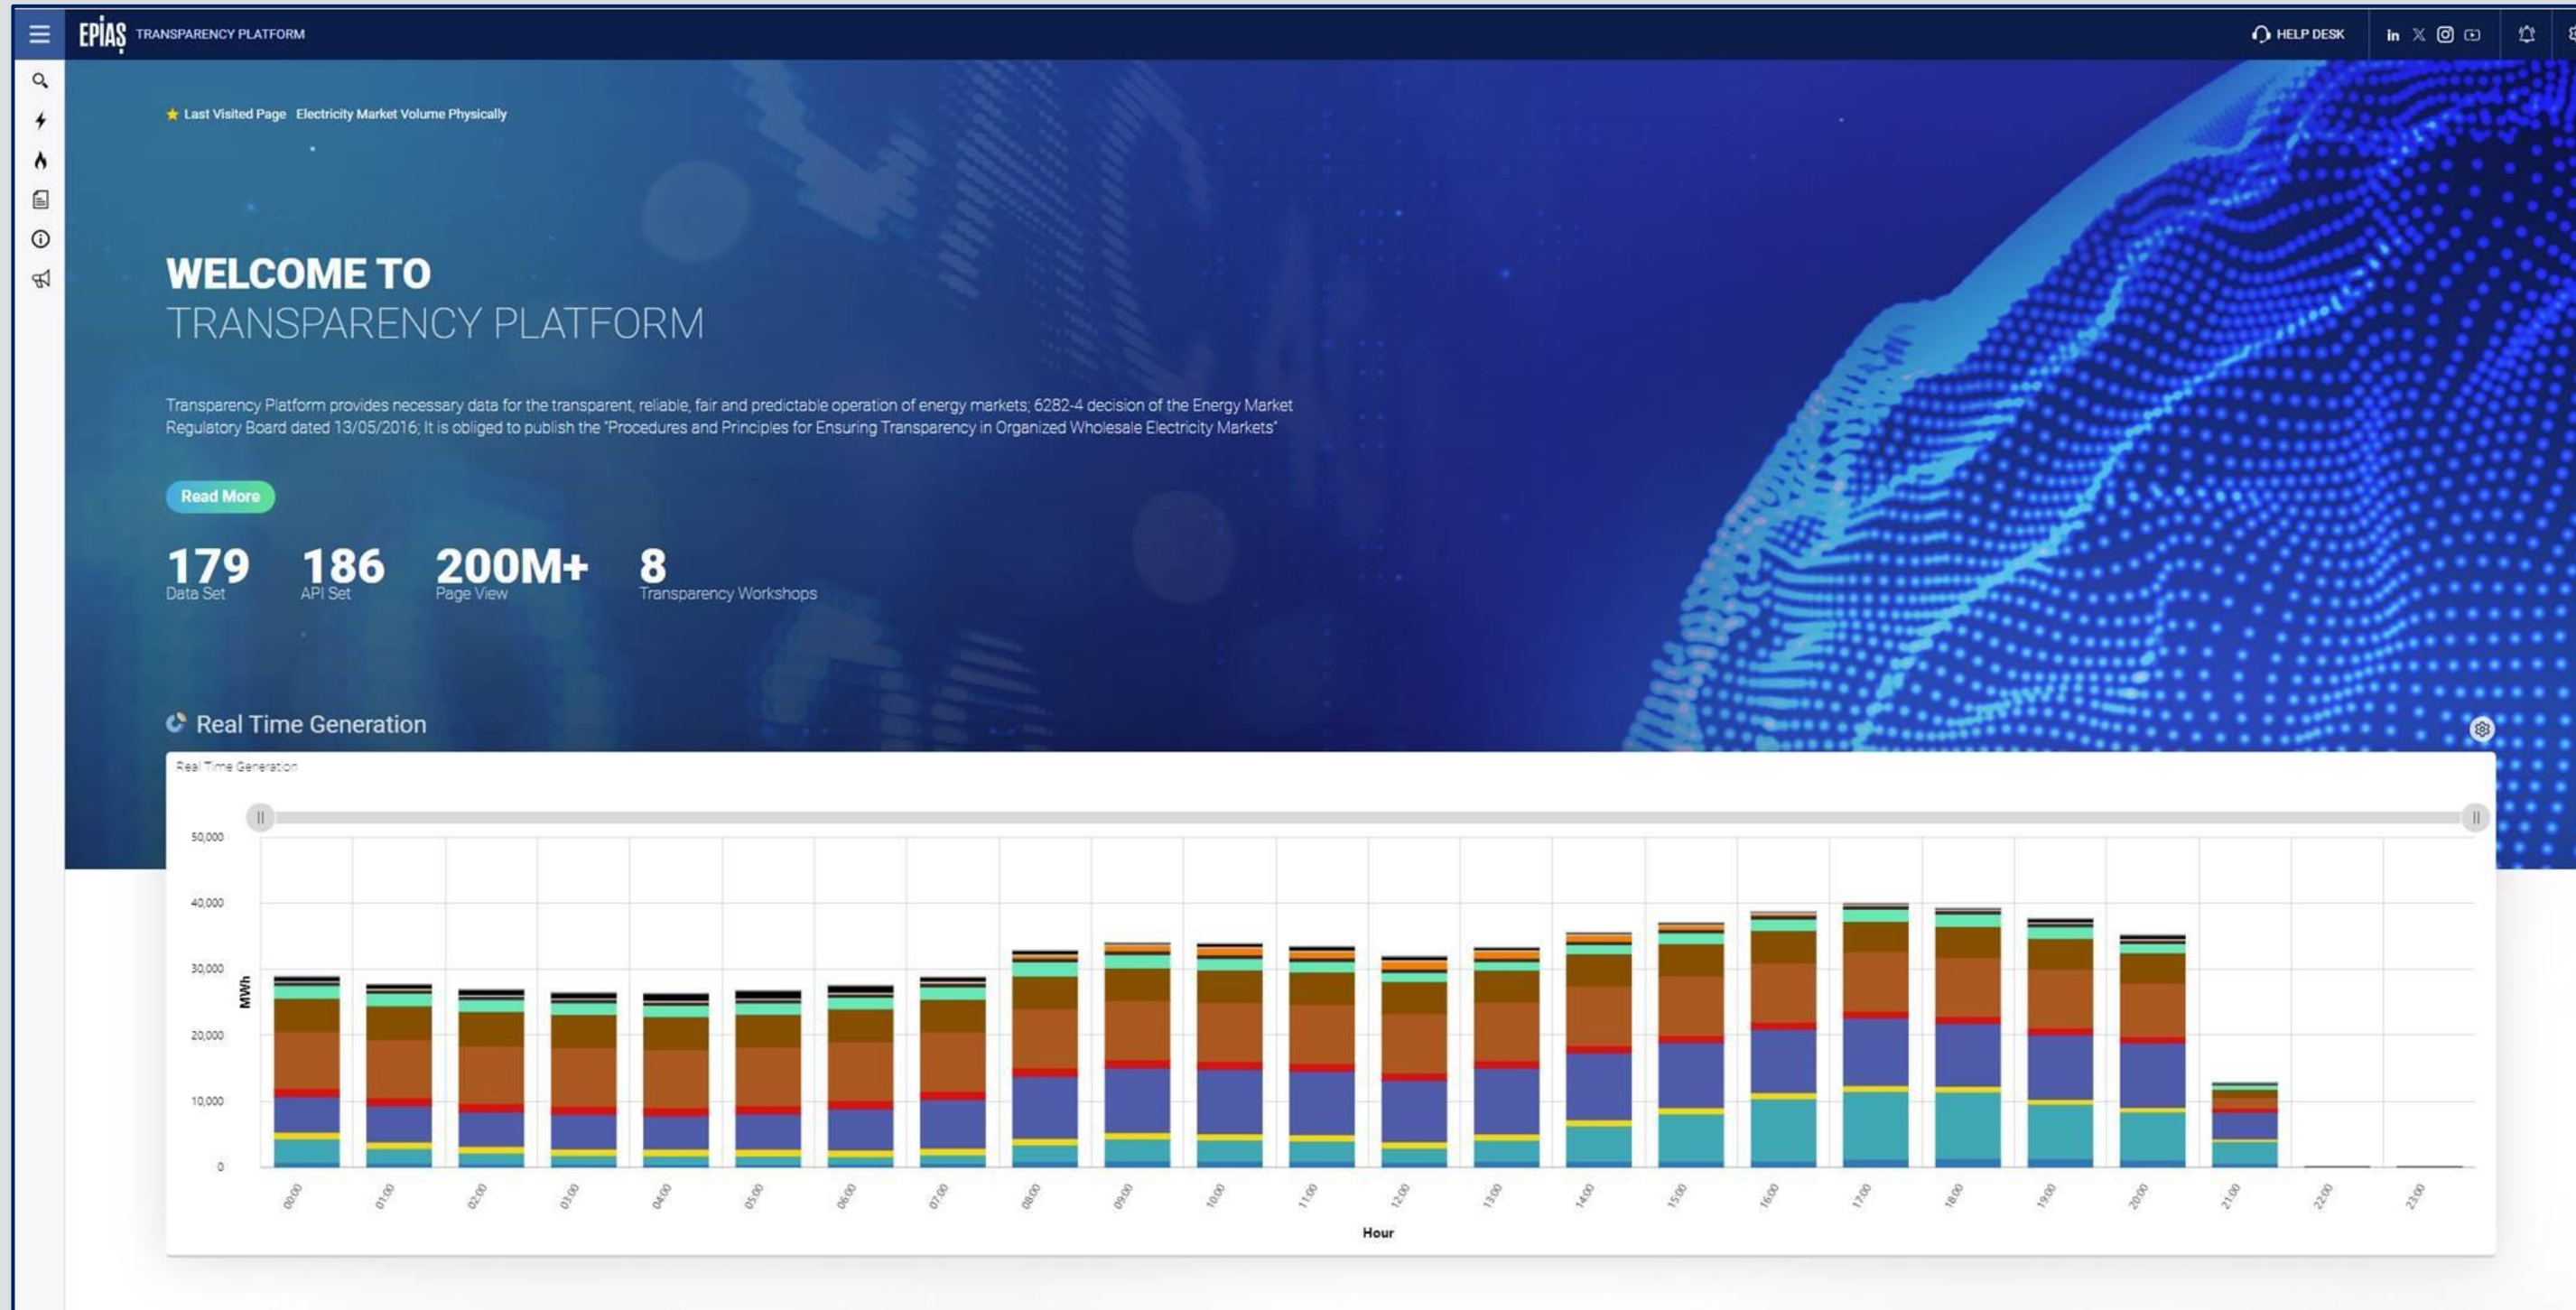 EPİAŞ TRANSPARENCY PLATFORM
HELP DESK
Last Visited Page Electricity Market Volume Physically
WELCOME TO
TRANSPARENCY PLATFORM
Transparency Platform provides necessary data for the transparent, reliable, fair and predictable operation of energy markets; 6282-4 decision of the Energy Market
Regulatory Board dated 13/05/2016; It is obliged to publish the "Procedures and Principles for Ensuring Transparency in Organized Wholesale Electricity Markets"
Read More
179 186 200M+ 8
Data Set API Set Page View Transparency Workshops
Real Time Generation
Real Time Generation
50,000
40,000
30,000
20,000
10,000
0
MWh
00:00 01:00 02:00 03:00 04:00 05:00 06:00 07:00 08:00 09:00 10:00 11:00 12:00 13:00 14:00 15:00 16:00 17:00 18:00 19:00 20:00 21:00 22:00 23:00
Hour